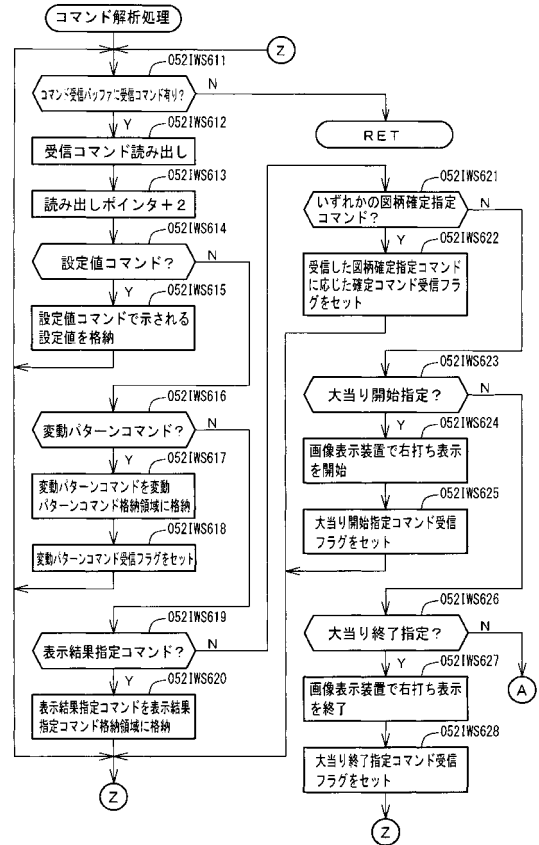 コマンド解析処理
Z
052IWS611
コマンド受信バッファに受信コマンド有り?
N
Y
RET
052IWS612
受信コマンド読み出し
052IWS613
読み出しポインタ+2
052IWS614
設定値コマンド?
N
Y
052IWS615
設定値コマンドで示される
設定値を格納
052IWS616
変動パターンコマンド?
N
Y
052IWS617
変動パターンコマンドを変動
パターンコマンド格納領域に格納
052IWS618
変動パターンコマンド受信フラグをセット
052IWS619
表示結果指定コマンド?
N
Y
052IWS620
表示結果指定コマンドを表示結果
指定コマンド格納領域に格納
Z
052IWS621
いずれかの図柄確定指定
コマンド?
N
Y
052IWS622
受信した図柄確定指定コマンド
に応じた確定コマンド受信フラ
グをセット
052IWS623
大当り開始指定?
N
Y
052IWS624
画像表示装置で右打ち表示
を開始
052IWS625
大当り開始指定コマンド受信
フラグをセット
052IWS626
大当り終了指定?
N
Y
A
052IWS627
画像表示装置で右打ち表示
を終了
052IWS628
大当り終了指定コマンド受信
フラグをセット
Z